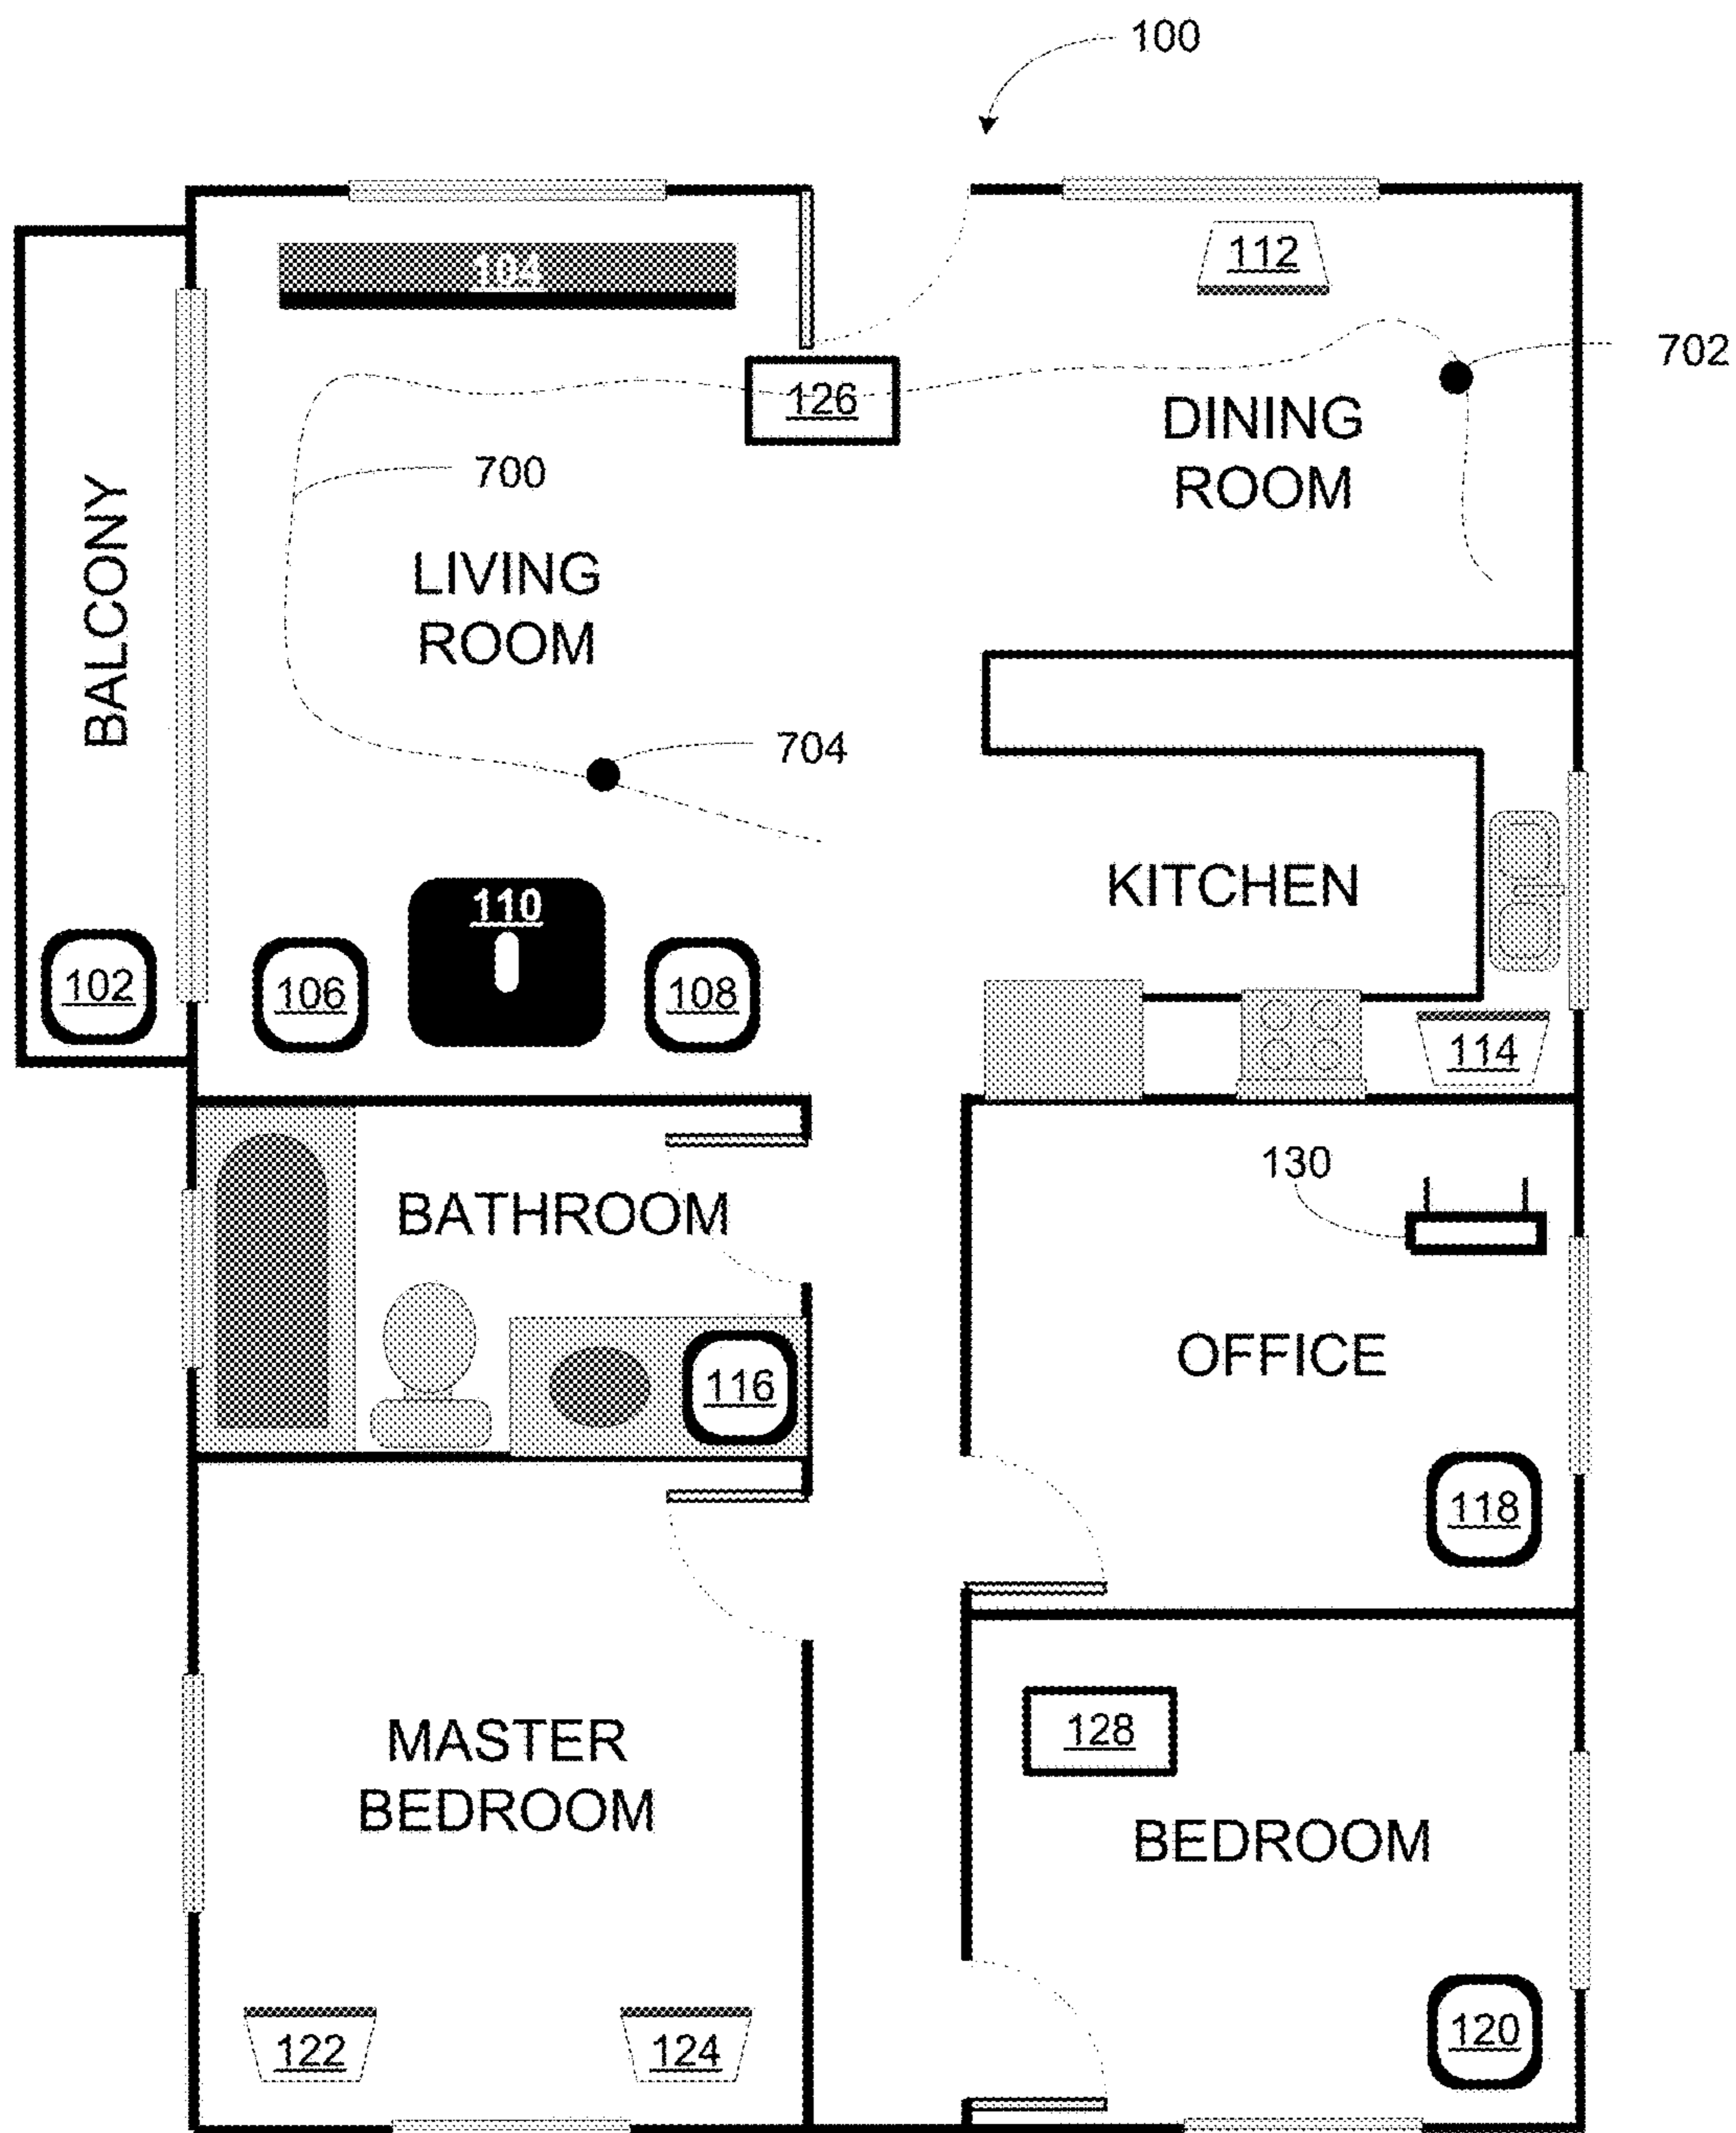 100
104
112
702
126
DINING
ROOM
700
LIVING
ROOM
BALCONY
704
KITCHEN
110
102
106
108
114
130
BATHROOM
OFFICE
116
118
128
MASTER
BEDROOM
BEDROOM
122
124
120